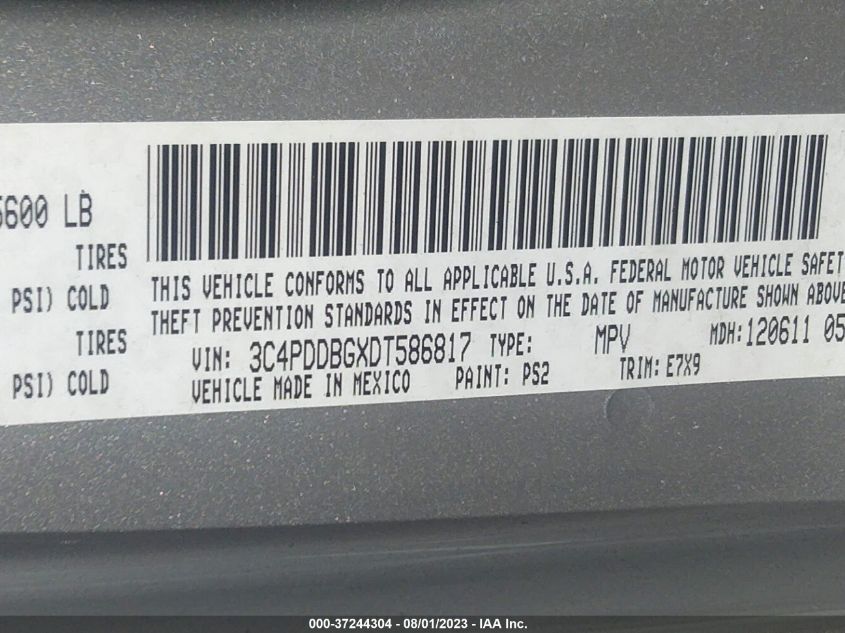 5600 LB
TIRES
PSI) COLD
TIRES
PSI) COLD
THIS VEHICLE CONFORMS TO ALL APPLICABLE U.S.A. FEDERAL MOTOR VEHICLE SAFET
THEFT PREVENTION STANDARDS IN EFFECT ON THE DATE OF MANUFACTURE SHOWN ABOVE
VIN: 3C4PDDBGXDT586817 TYPE: MPV MDH:120611 05
VEHICLE MADE IN MEXICO PAINT: PS2 TRIM: E7X9
000-37244304 - 08/01/2023 - IAA Inc.